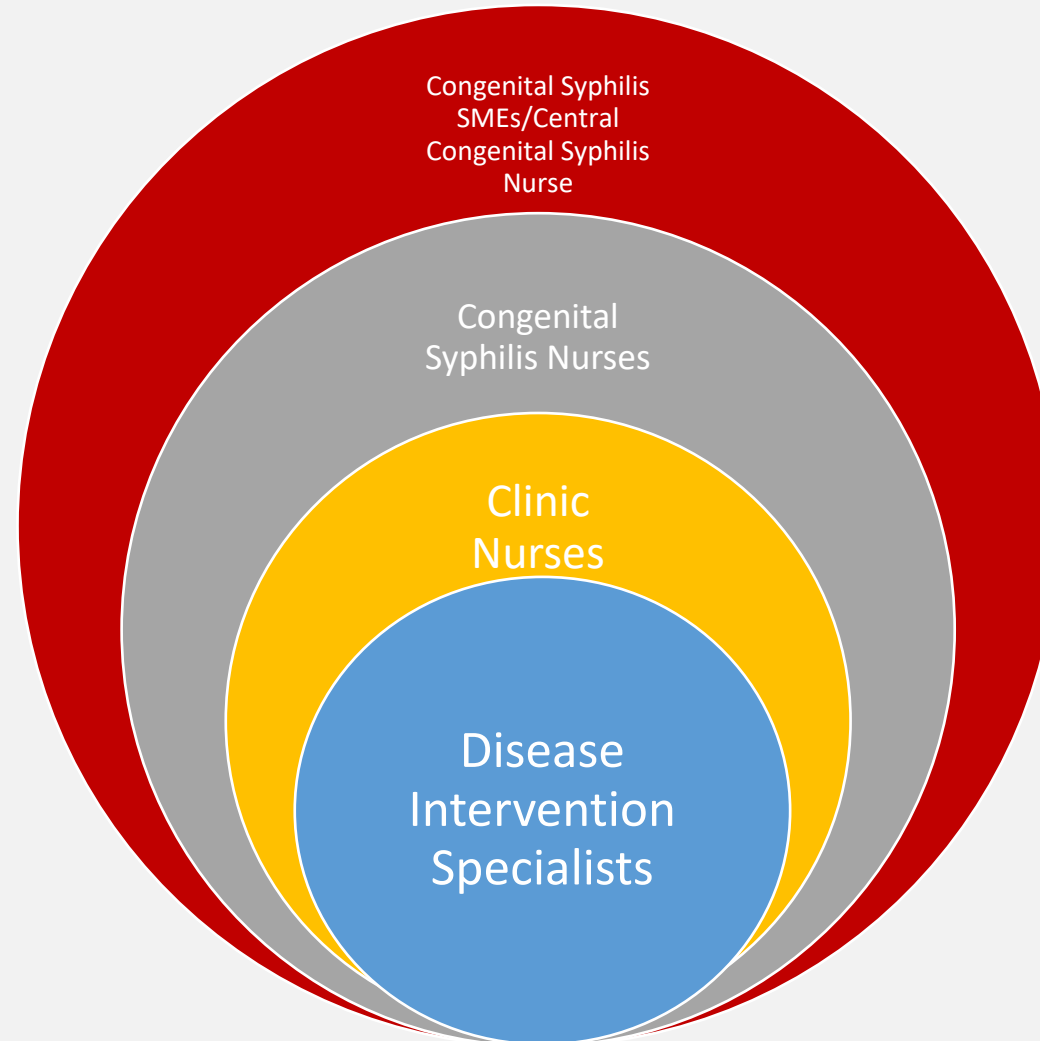 Congenital Syphilis
SMEs/Central
Congenital Syphilis
Nurse
Congenital
Syphilis Nurses
Clinic
Nurses
Disease
Intervention
Specialists